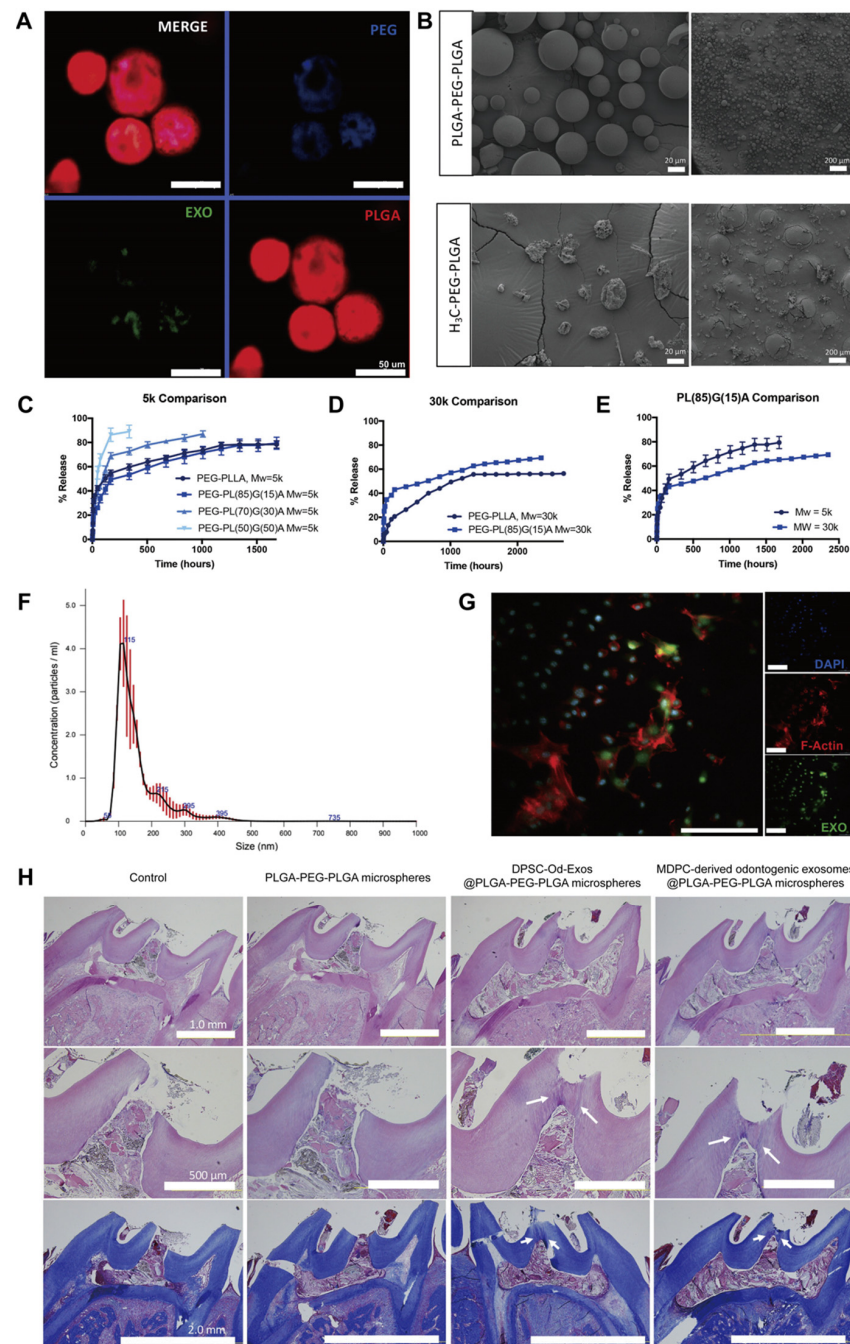 A
MERGE
PEG
EXO
PLGA
50 um
B
PLGA-PEG-PLGA
20 µm
200 µm
H₃C-PEG-PLGA
20 µm
200 µm
C
5k Comparison
% Release
100
80
60
40
20
0
0
500
1000
1500
Time (hours)
PEG-PLLA, Mw=5k
PEG-PL(85)G(15)A Mw=5k
PEG-PL(70)G(30)A Mw=5k
PEG-PL(50)G(50)A Mw=5k
D
30k Comparison
% Release
100
80
60
40
20
0
0
1000
2000
Time (hours)
PEG-PLLA, Mw=30k
PEG-PL(85)G(15)A Mw=30k
E
PL(85)G(15)A Comparison
% Release
100
80
60
40
20
0
0
500
1000
1500
2000
2500
Time (hours)
Mw = 5k
MW = 30k
F
Concentration (particles / ml)
5.0
4.0
3.0
2.0
1.0
0
115
395
735
0
100
200
300
400
500
600
700
800
900
1000
Size (nm)
G
DAPI
F-Actin
EXO
H
Control
PLGA-PEG-PLGA microspheres
DPSC-Od-Exos
@PLGA-PEG-PLGA microspheres
MDPC-derived odontogenic exosomes
@PLGA-PEG-PLGA microspheres
1.0 mm
500 µm
2.0 mm